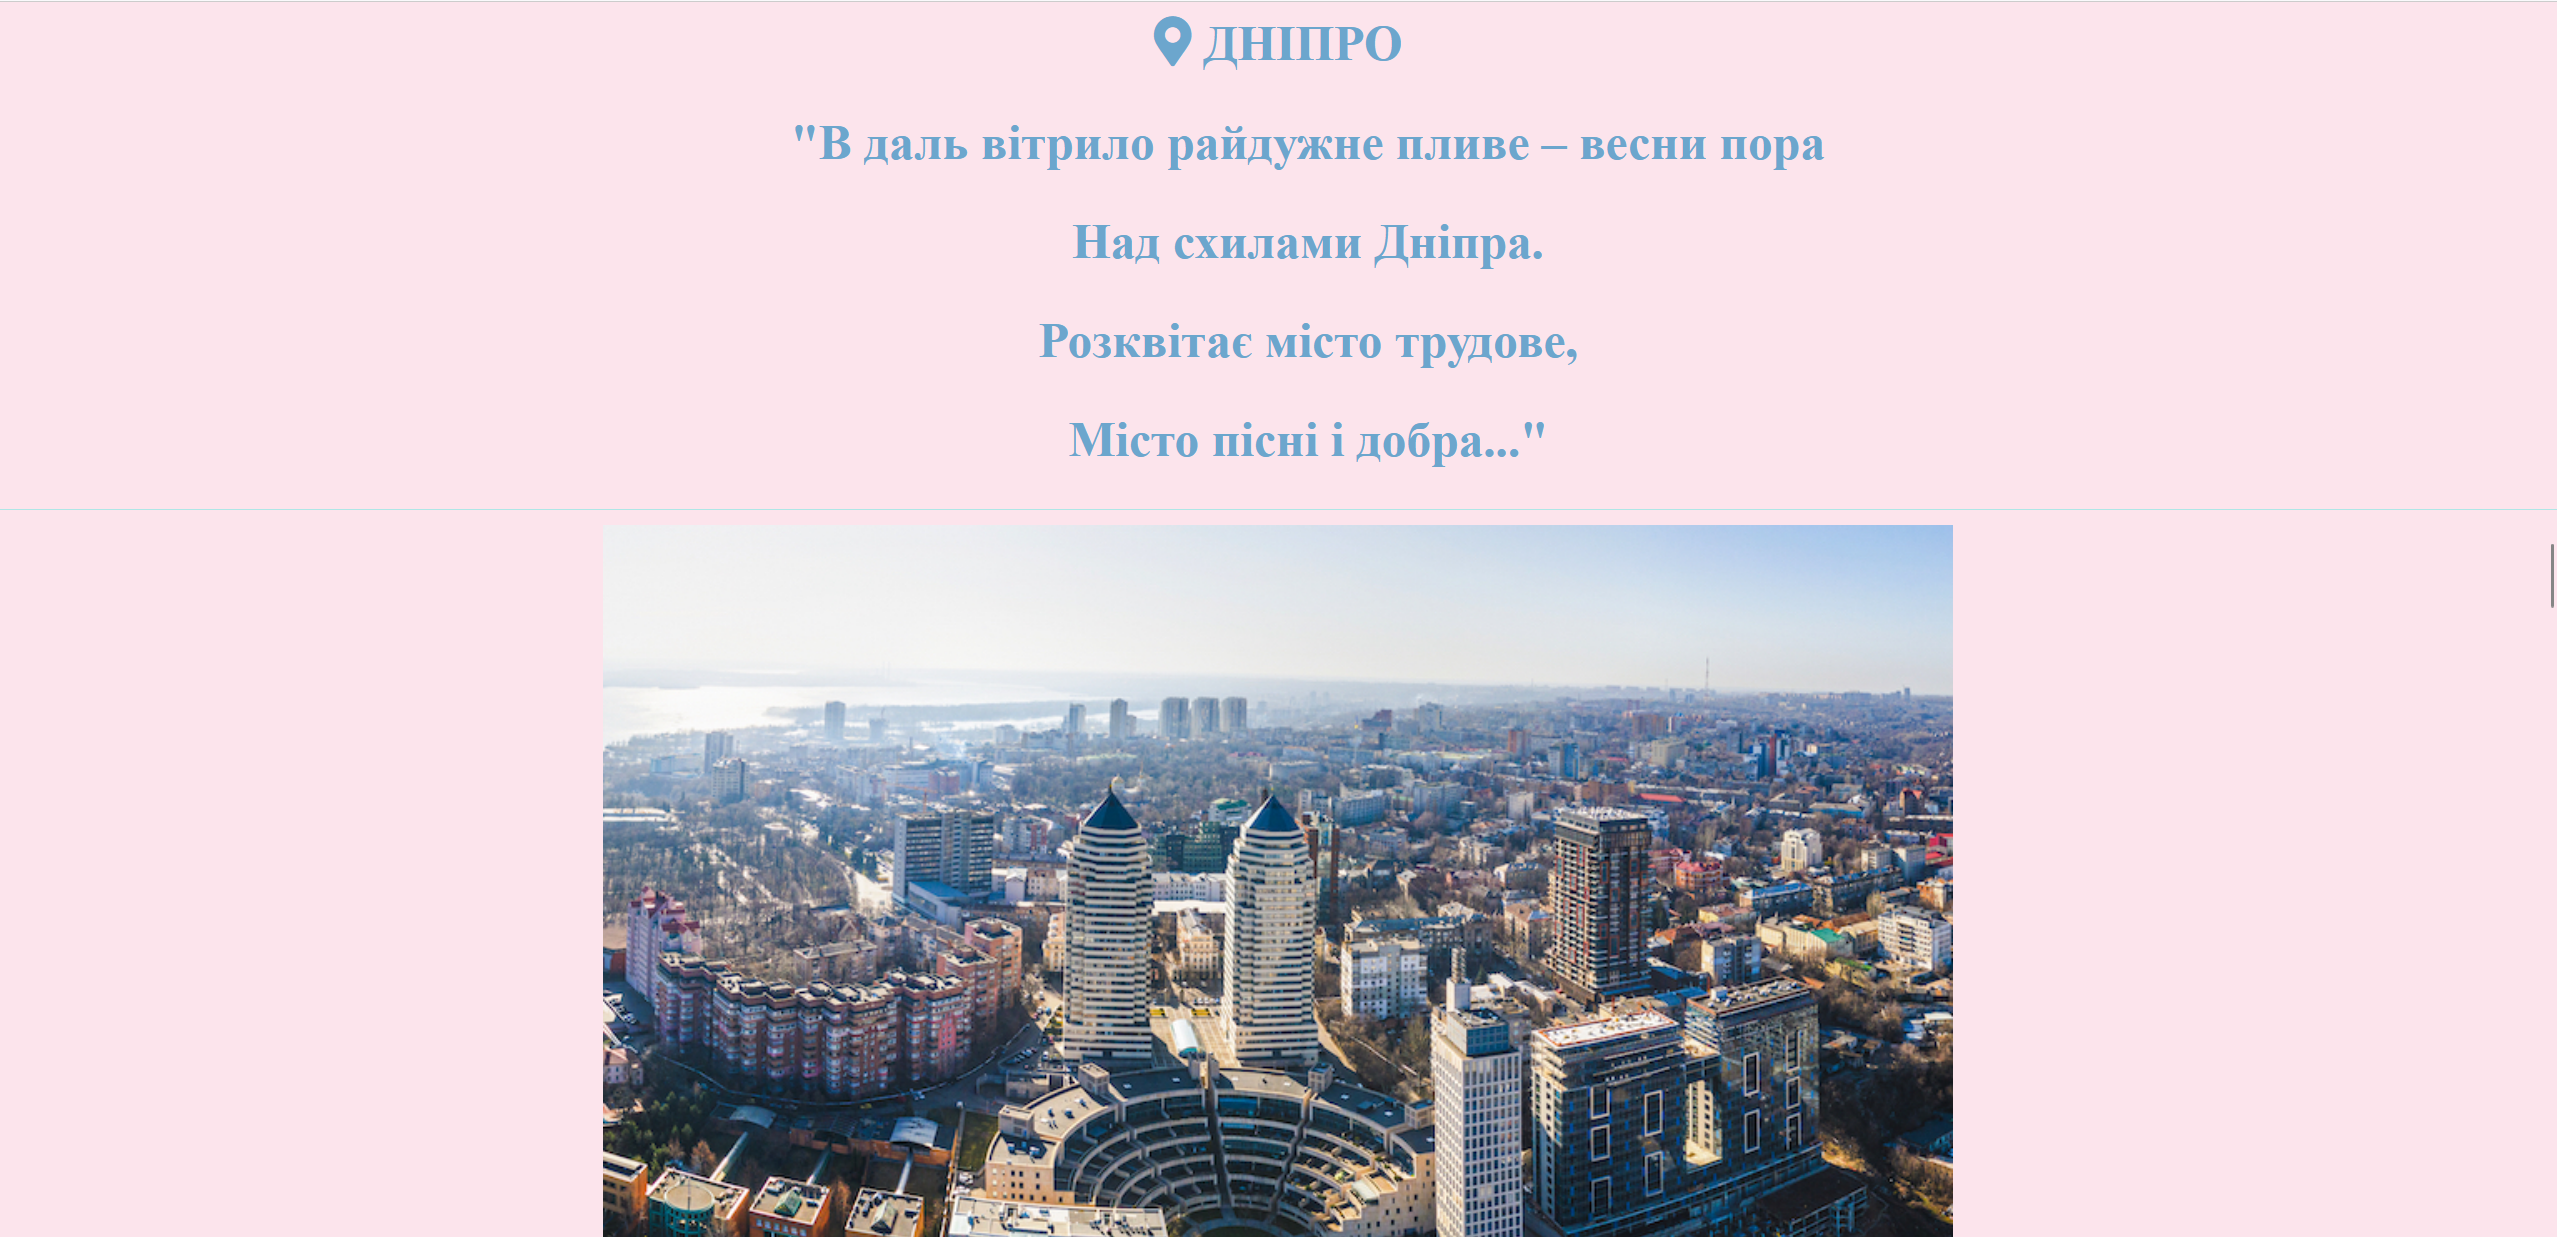 ДНІПРО
"В даль вітрило райдужне пливе – весни пора
Над схилами Дніпра.
Розквітає місто трудове,
Місто пісні і добра..."